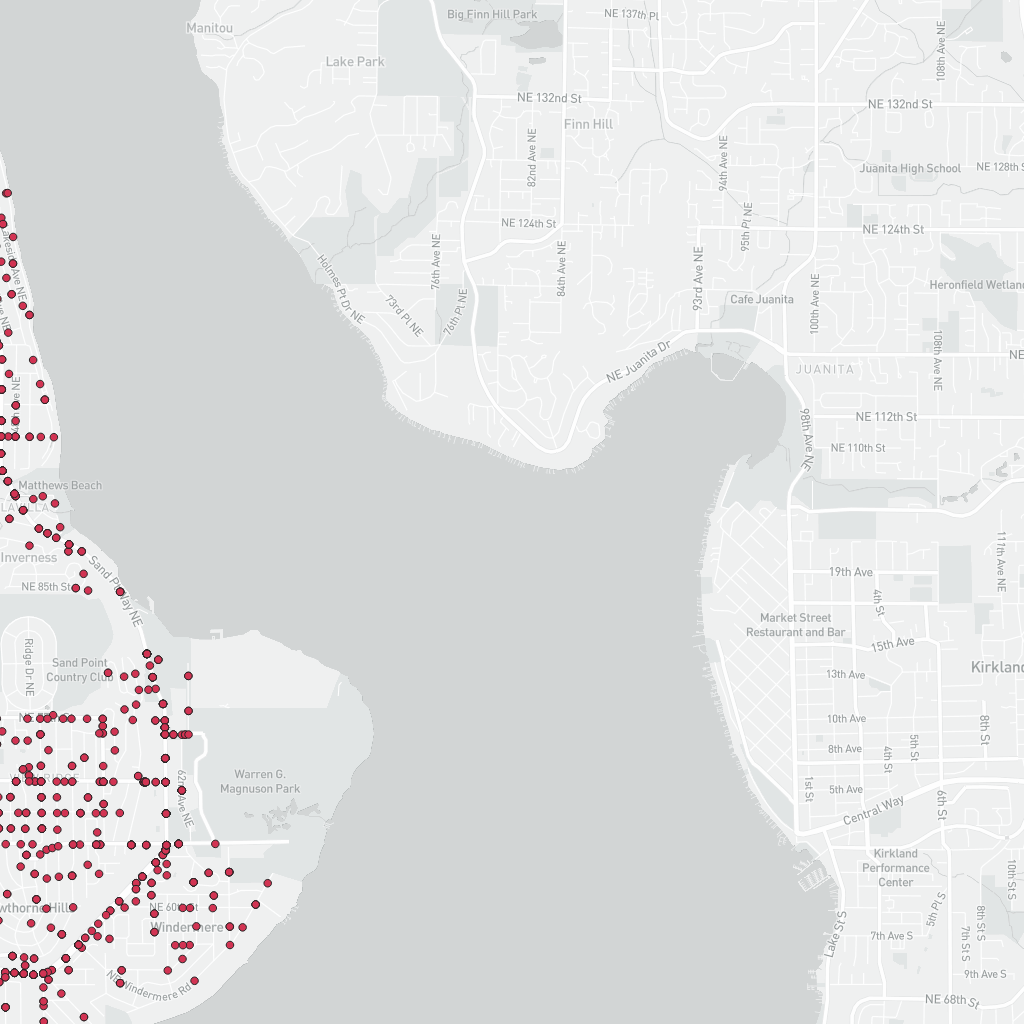 Manitou
Big Finn Hill Park
NE 137th Pl
108th Ave NE
Lake Park
NE 132nd St
NE 132nd St
Finn Hill
82nd Ave NE
94th Ave NE
Juanita High School
NE 128th S
NE 124th St
95th Pl NE
NE 124th St
76th Ave NE
84th Ave NE
93rd Ave NE
Holmes Pt Dr NE
73rd Pl NE
76th Pl NE
Cafe Juanita
100th Ave NE
Heronfield Wetland
NE Juanita Dr
108th Ave NE
NE
JUANITA
NE 112th St
98th Ave NE
NE 110th St
Matthews Beach
Inverness
Sand Pt Way NE
NE 85th St
117th Ave NE
19th Ave
4th St
Market Street
Restaurant and Bar
15th Ave
Ridge Dr NE
Sand Point
Country Club
13th Ave
Kirkland
10th Ave
8th St
8th Ave
5th St
4th St
62nd Ave NE
Warren G.
Magnuson Park
5th Ave
1st St
Central Way
6th St
Kirkland
Performance
Center
10th St S
NE 60th St
wthorne Hills
Windermere
5th Pl S
8th St S
7th St S
7th Ave S
Lake St S
9th Ave S
NE Windermere Rd
NE 68th St